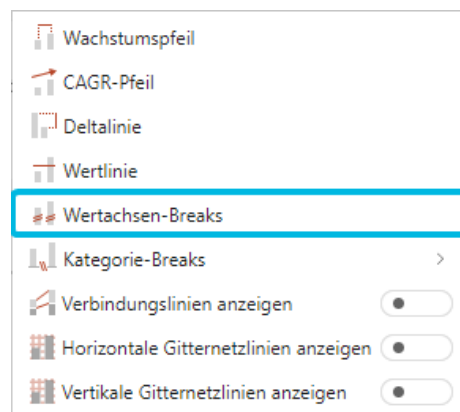 Wachstumspfeil
CAGR-Pfeil
Deltalinie
Wertlinie
Wertachsen-Breaks
Kategorie-Breaks
Verbindungslinien anzeigen
Horizontale Gitternetzlinien anzeigen
Vertikale Gitternetzlinien anzeigen